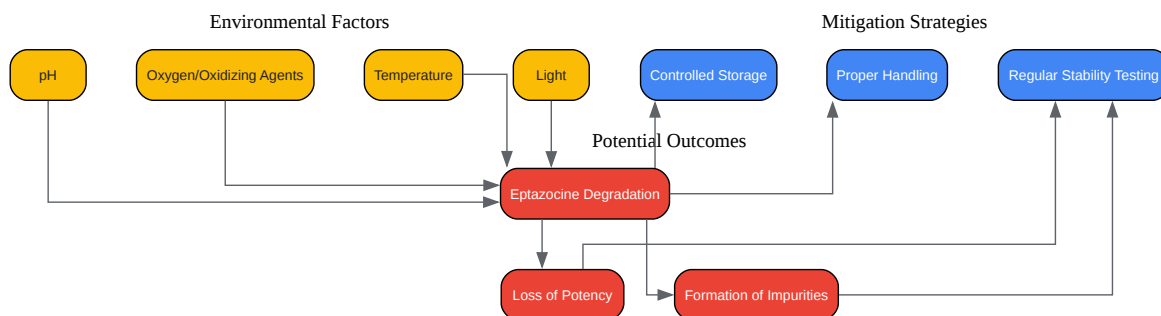 Environmental Factors
Mitigation Strategies
pH
Oxygen/Oxidizing Agents
Temperature
Light
Controlled Storage
Proper Handling
Regular Stability Testing
Potential Outcomes
Eptazocine Degradation
Loss of Potency
Formation of Impurities